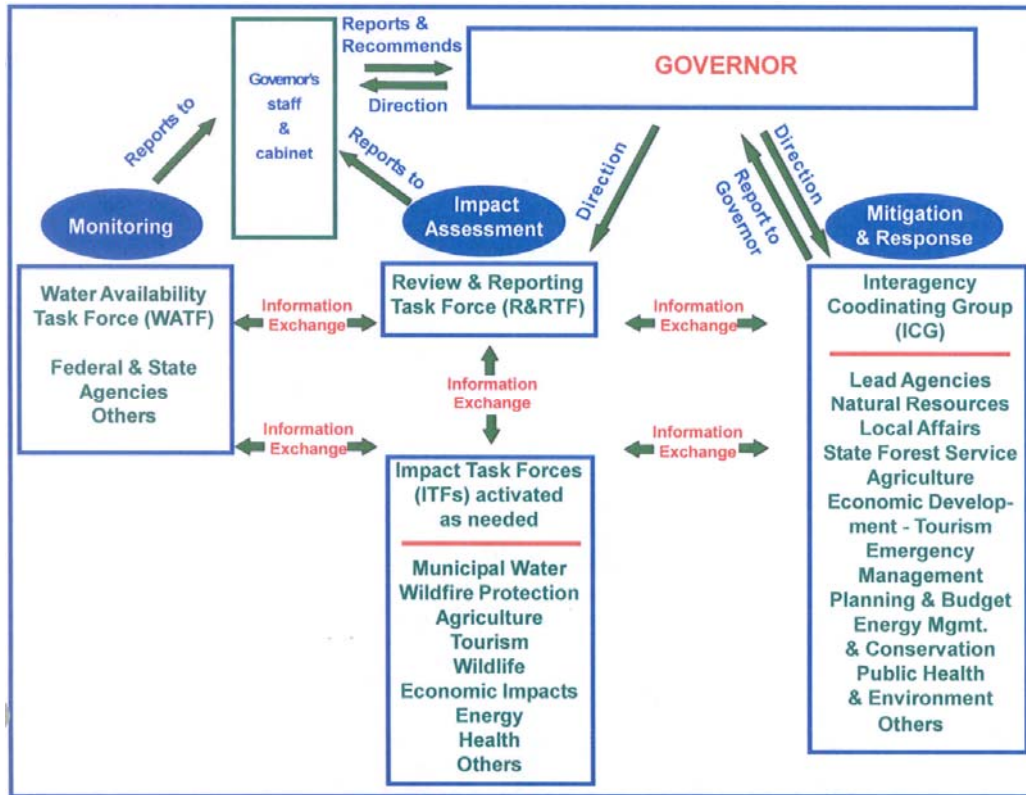 Reports &
Recommends
Direction
Governor's
staff
&
cabinet
GOVERNOR
Reports to
Reports to
Direction
Report to
Governor
Direction
Monitoring
Water Availability
Task Force (WATF)
Federal & State
Agencies
Others
Information
Exchange
Impact
Assessment
Review & Reporting
Task Force (R&RTF)
Information
Exchange
Information
Exchange
Information
Exchange
Impact Task Forces
(ITFs) activated
as needed
Municipal Water
Wildfire Protection
Agriculture
Tourism
Wildlife
Economic Impacts
Energy
Health
Others
Information
Exchange
Mitigation
& Response
Interagency
Coodinating Group
(ICG)
Lead Agencies
Natural Resources
Local Affairs
State Forest Service
Agriculture
Economic Develop-
ment - Tourism
Emergency
Management
Planning & Budget
Energy Mgmt.
& Conservation
Public Health
& Environment
Others